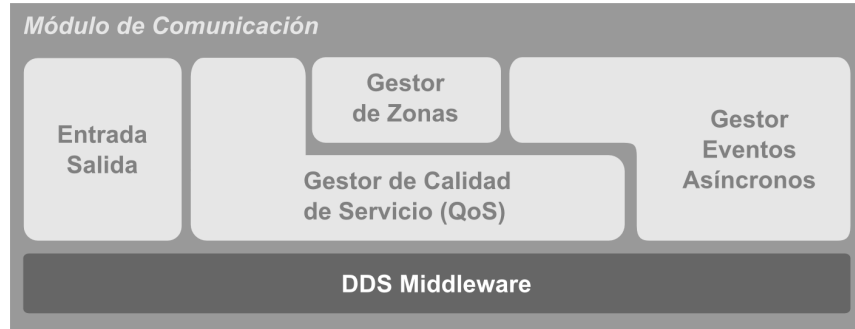 Módulo de Comunicación
Entrada
Salida
Gestor
de Zonas
Gestor de Calidad
de Servicio (QoS)
Gestor
Eventos
Asíncronos
DDS Middleware